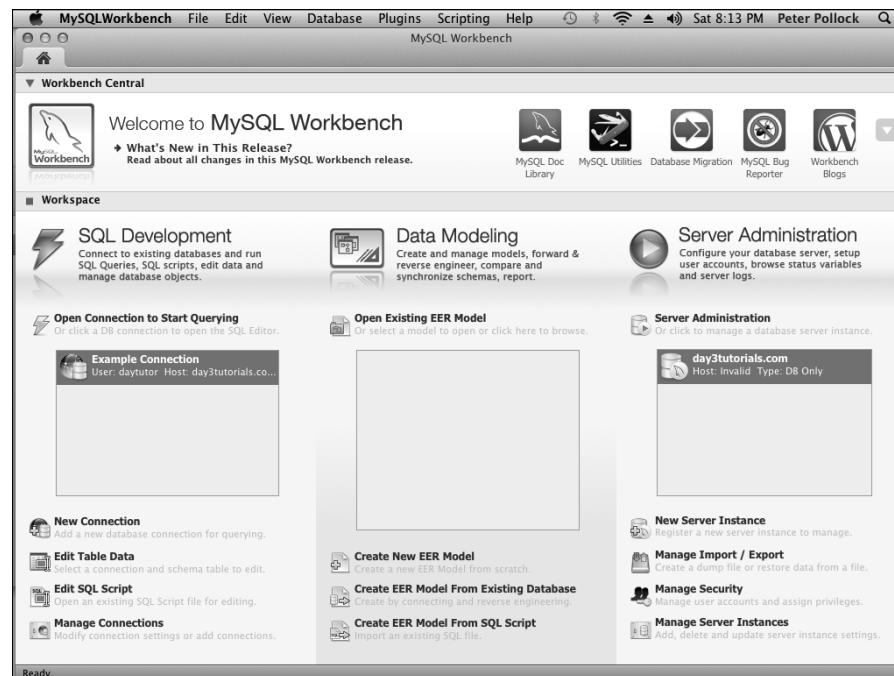 MySQLWorkbench File Edit View Database Plugins Scripting Help Sat 8:13 PM Peter Pollock
MySQL Workbench
Workbench Central
MySQL
Workbench
Welcome to MySQL Workbench
What's New in This Release?
Read about all changes in this MySQL Workbench release.
MySQL Doc
Library
MySQL Utilities
Database Migration
MySQL Bug
Reporter
Workbench
Blogs
Workspace
SQL Development
Connect to existing databases and run
SQL Queries, SQL scripts, edit data and
manage database objects.
Open Connection to Start Querying
Or click a DB connection to open the SQL Editor.
Example Connection
User: daytutor Host: day3tutorials.co...
New Connection
Add a new database connection for querying.
Edit Table Data
Select a connection and schema table to edit.
Edit SQL Script
Open an existing SQL Script file for editing.
Manage Connections
Modify connection settings or add connections.
Data Modeling
Create and manage models, forward &
reverse engineer, compare and
synchronize schemas, report.
Open Existing EER Model
Or select a model to open or click here to browse.
Create New EER Model
Create a new EER Model from scratch.
Create EER Model From Existing Database
Create by connecting and reverse engineering.
Create EER Model From SQL Script
Import an existing SQL file.
Server Administration
Configure your database server, setup
user accounts, browse status variables
and server logs.
Server Administration
Or click to manage a database server instance.
day3tutorials.com
Host: Invalid Type: DB Only
New Server Instance
Register a new server instance to manage.
Manage Import / Export
Create a dump file or restore data from a file.
Manage Security
Manage user accounts and assign privileges.
Manage Server Instances
Add, delete and update server instance settings.
Ready.